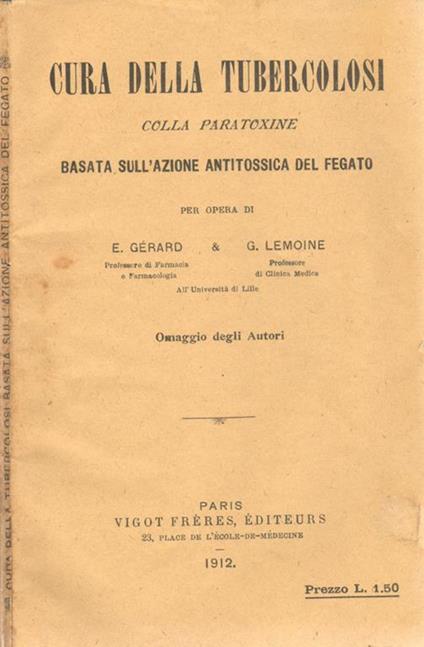 CURA DELLA TUBERCOLOSI
COLLA PARATOXINE
BASATA SULL'AZIONE ANTITOSSICA DEL FEGATO
PER OPERA DI
E. GÉRARD & G. LEMOINE
Professore di Farmacia Professore
e Farmacologia di Clinica Medica
All'Università di Lille
Omaggio degli Autori
PARIS
VIGOT FRÈRES, ÉDITEURS
23, PLACE DE L'ÉCOLE-DE-MÉDECINE
1912.
Prezzo L. 1.50
CURA DELLA TUBERCOLOSI BASATA SULL'AZIONE ANTITOSSICA DEL FEGATO